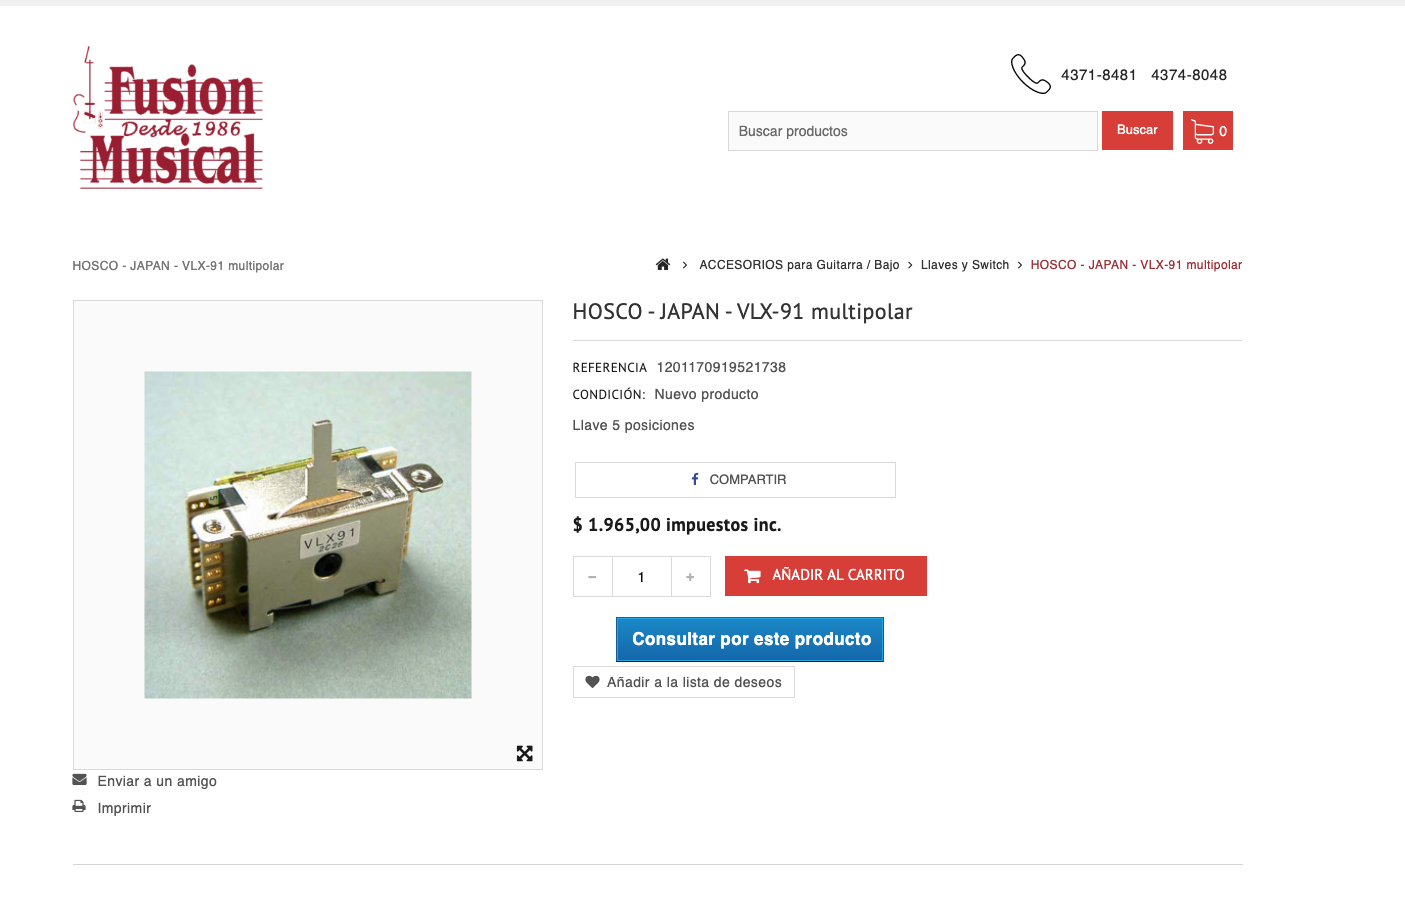 Fusion
Desde 1986
Musical
4371-8481 4374-8048
Buscar productos
Buscar
0
HOSCO - JAPAN - VLX-91 multipolar
ACCESORIOS para Guitarra / Bajo > Llaves y Switch > HOSCO - JAPAN - VLX-91 multipolar
HOSCO - JAPAN - VLX-91 multipolar
REFERENCIA 1201170919521738
CONDICIÓN: Nuevo producto
Llave 5 posiciones
COMPARTIR
$ 1.965,00 impuestos inc.
1
AÑADIR AL CARRITO
Consultar por este producto
Añadir a la lista de deseos
VLX91
Enviar a un amigo
Imprimir